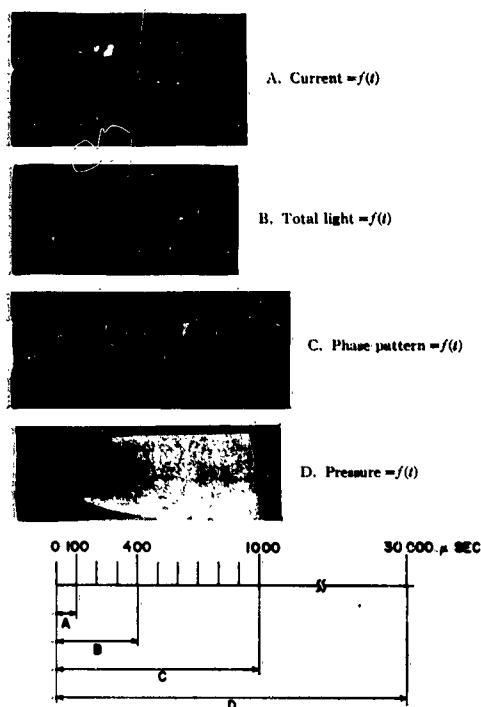 A. Current = f(t)
B. Total light = f(t)
C. Phase pattern = f(t)
D. Pressure = f(t)
0 100 400 1000 30 000 μ SEC
A
B
C
D